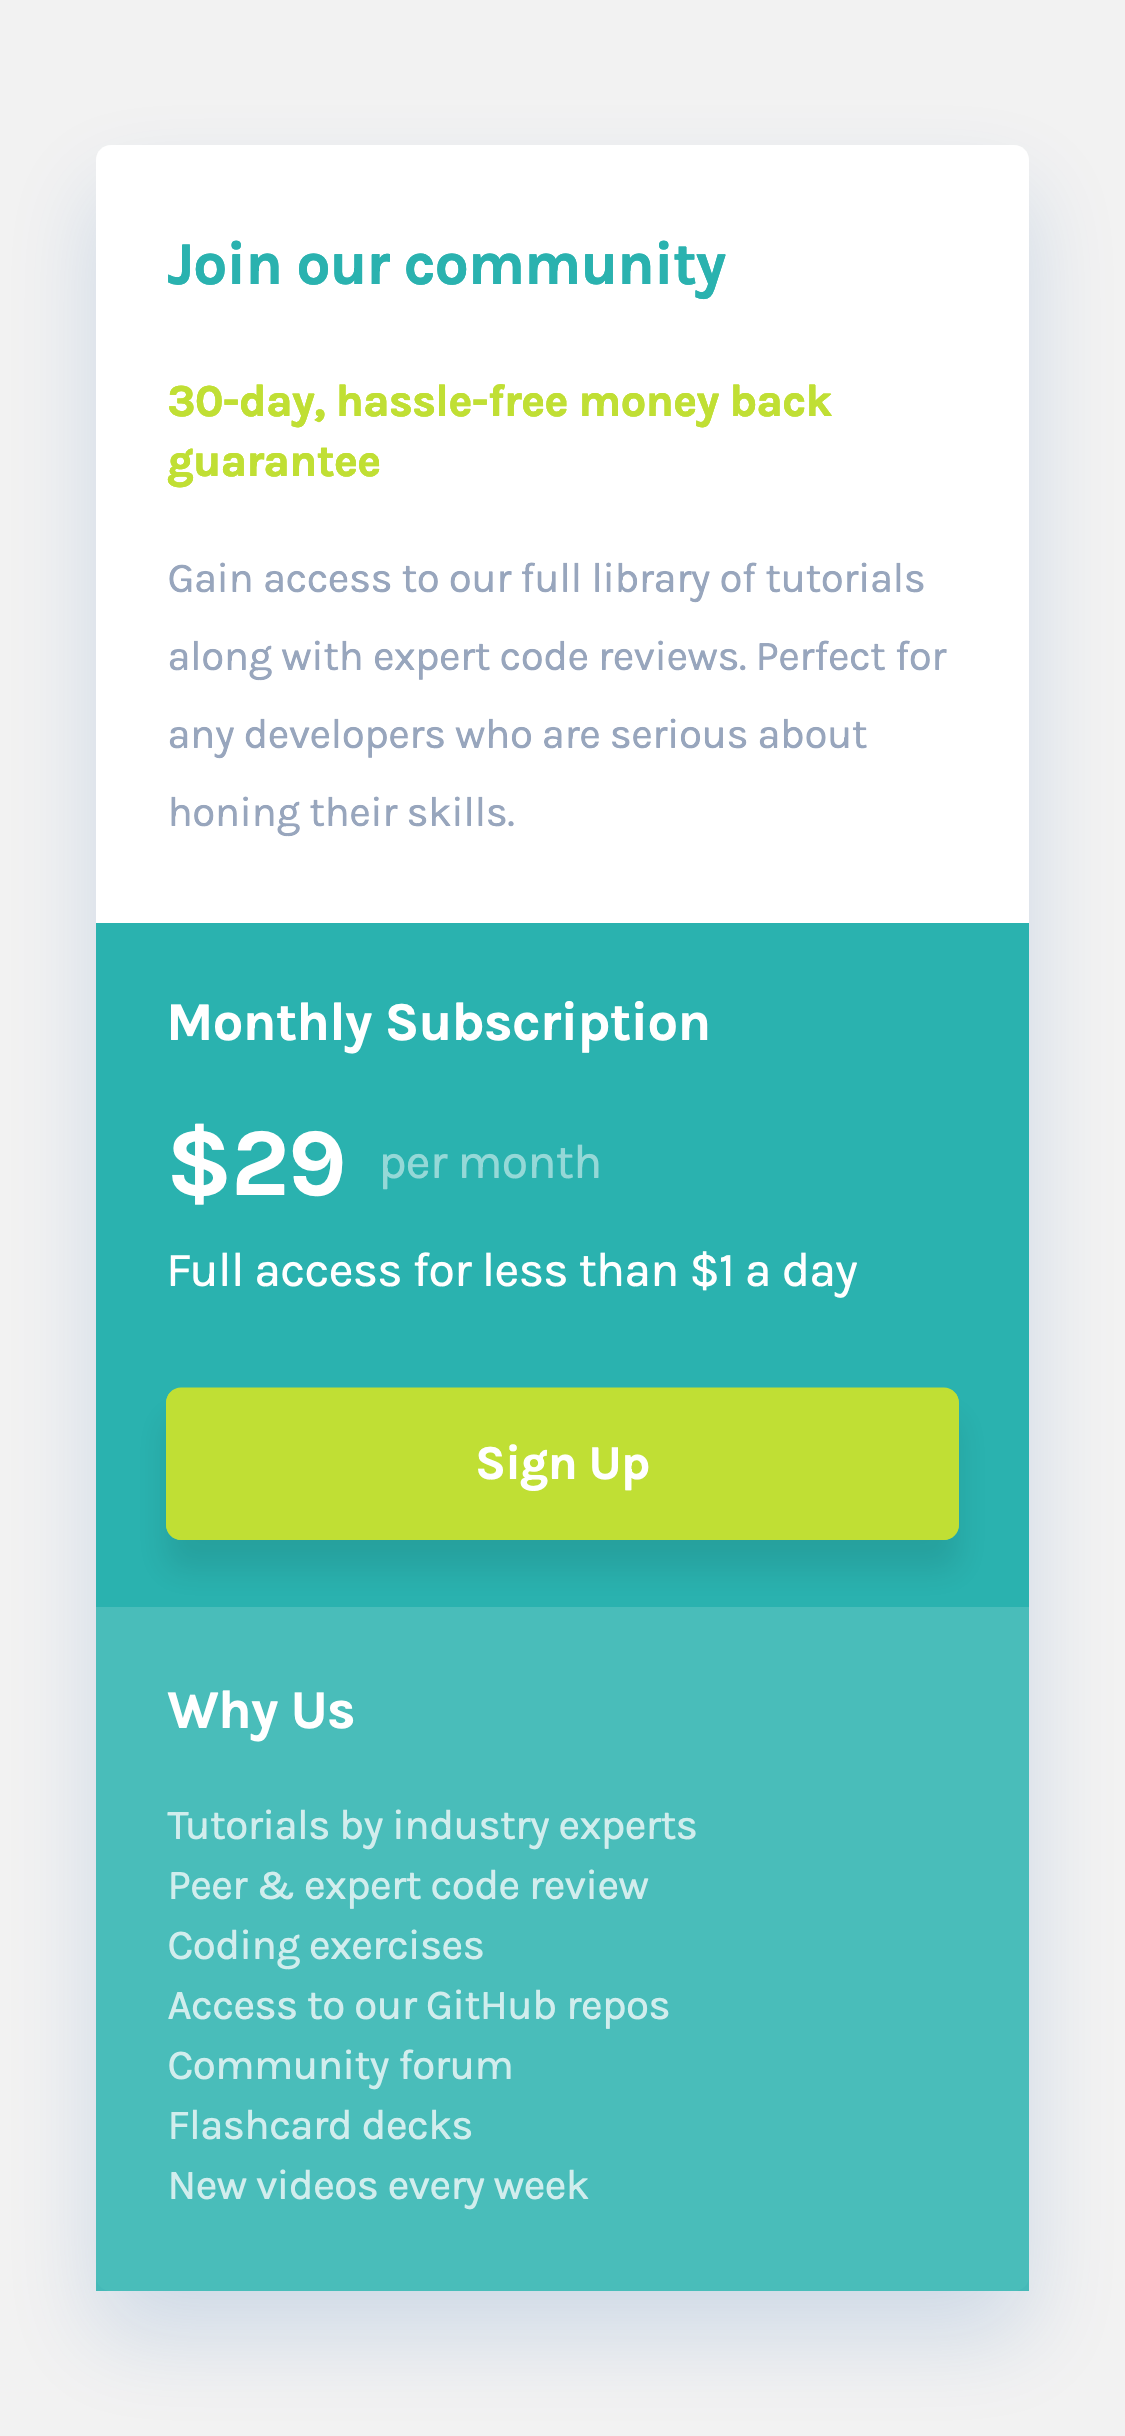 Join our community
30-day, hassle-free money back
guarantee
Gain access to our full library of tutorials
along with expert code reviews. Perfect for
any developers who are serious about
honing their skills.
Monthly Subscription
$29 per month
Full access for less than $1 a day
Sign Up
Why Us
Tutorials by industry experts
Peer & expert code review
Coding exercises
Access to our GitHub repos
Community forum
Flashcard decks
New videos every week